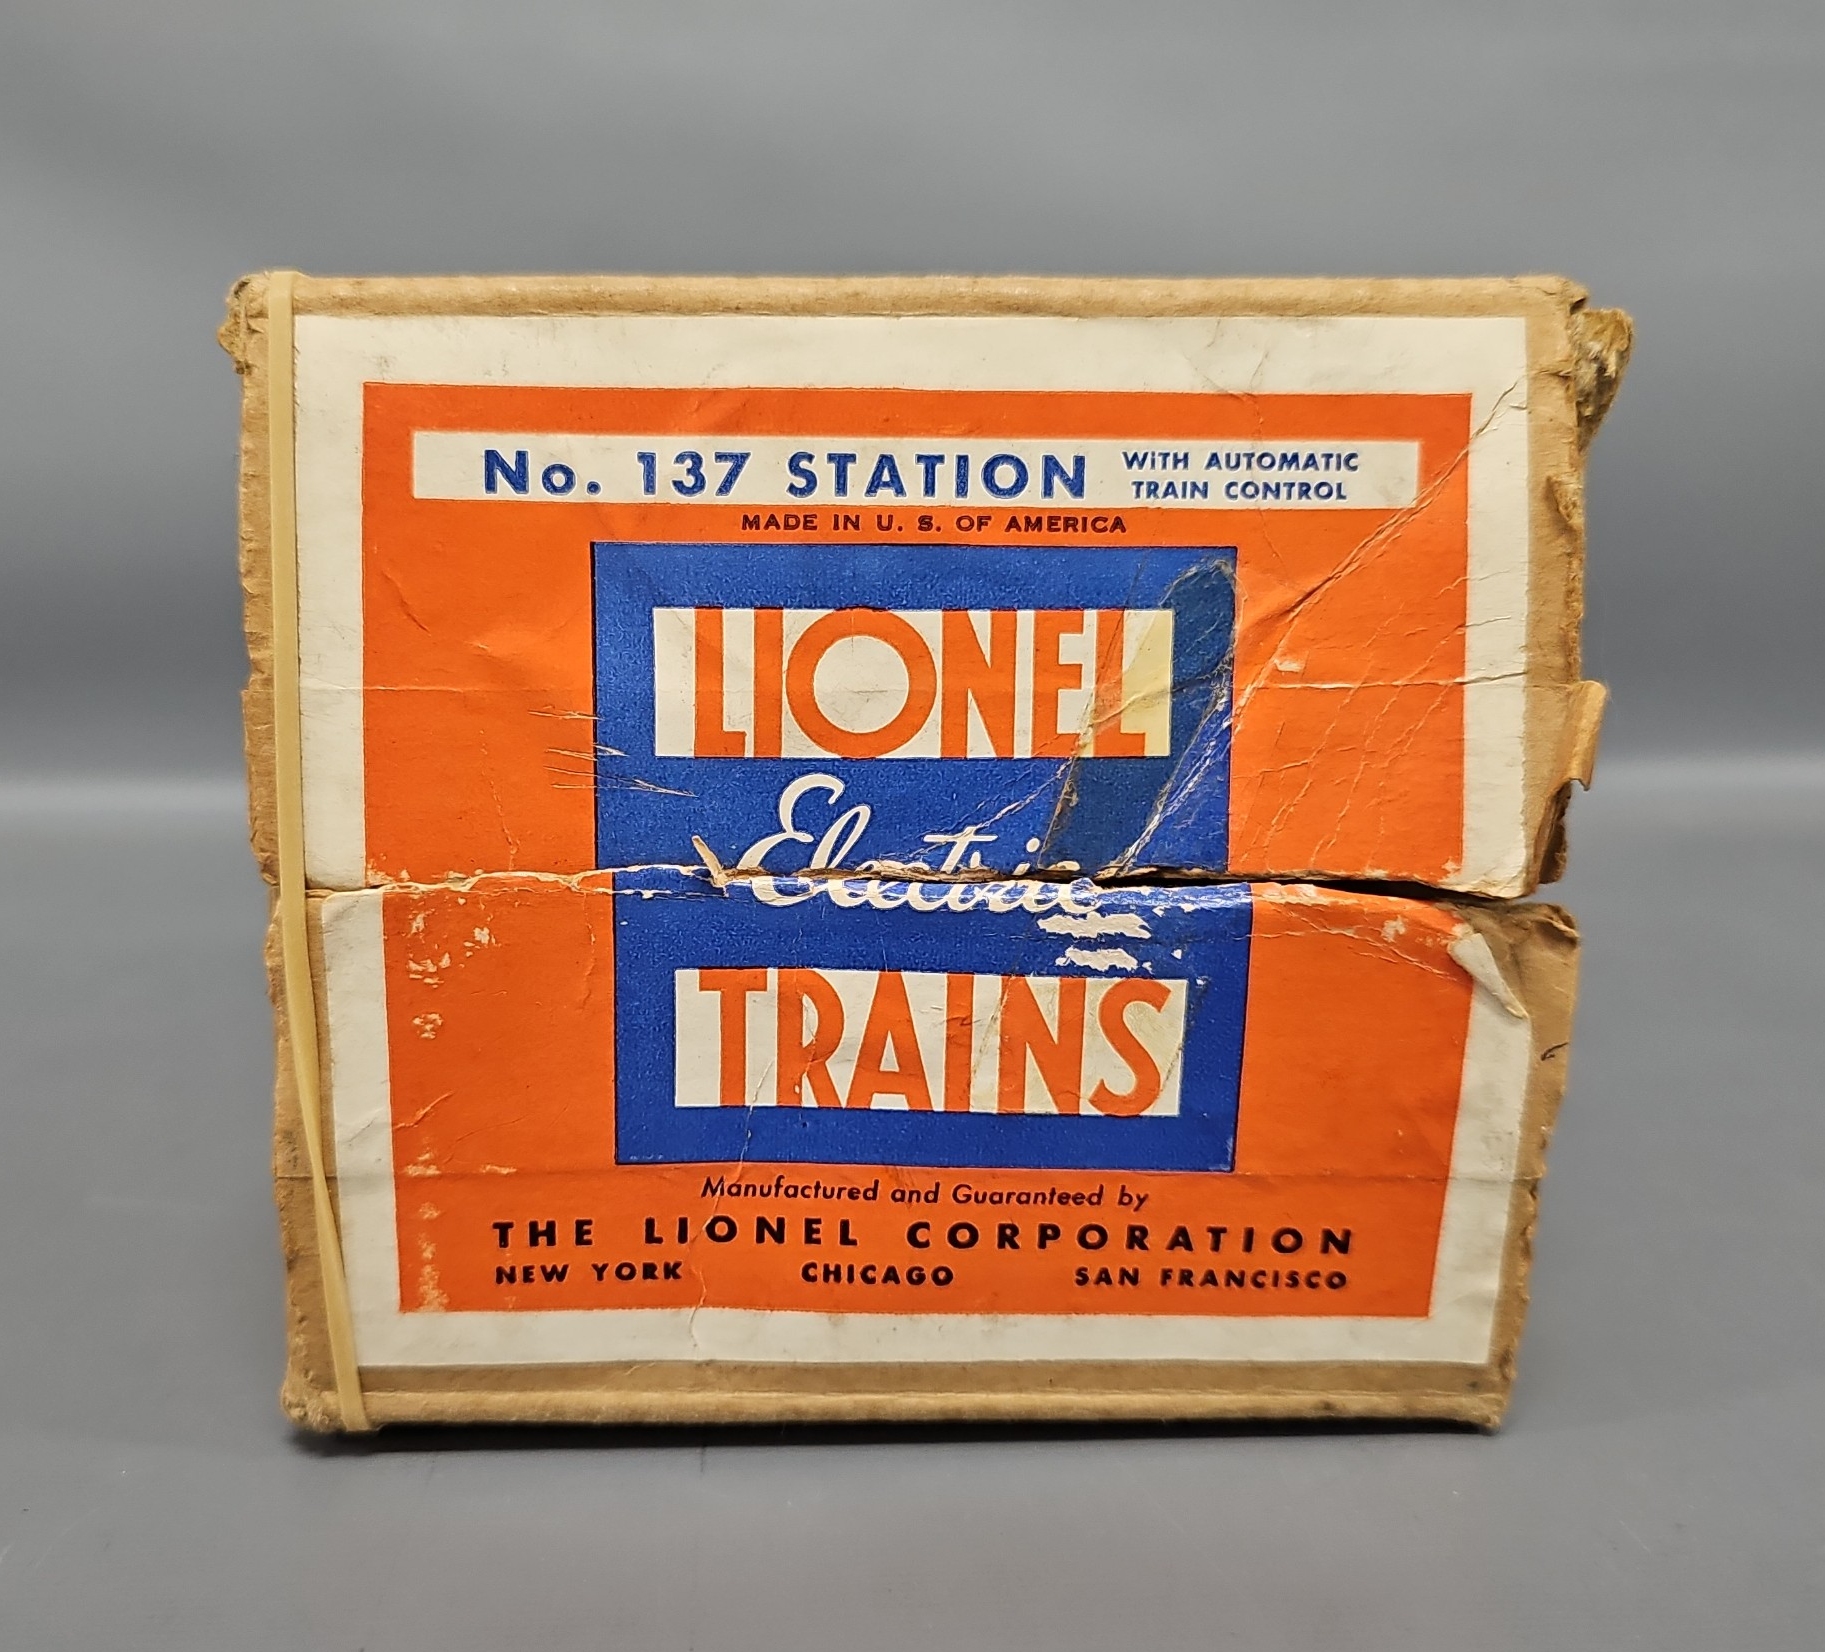 No. 137 STATION WITH AUTOMATIC
TRAIN CONTROL
MADE IN U. S. OF AMERICA
LIONEL
Electric
TRAINS
Manufactured and Guaranteed by
THE LIONEL CORPORATION
NEW YORK CHICAGO SAN FRANCISCO